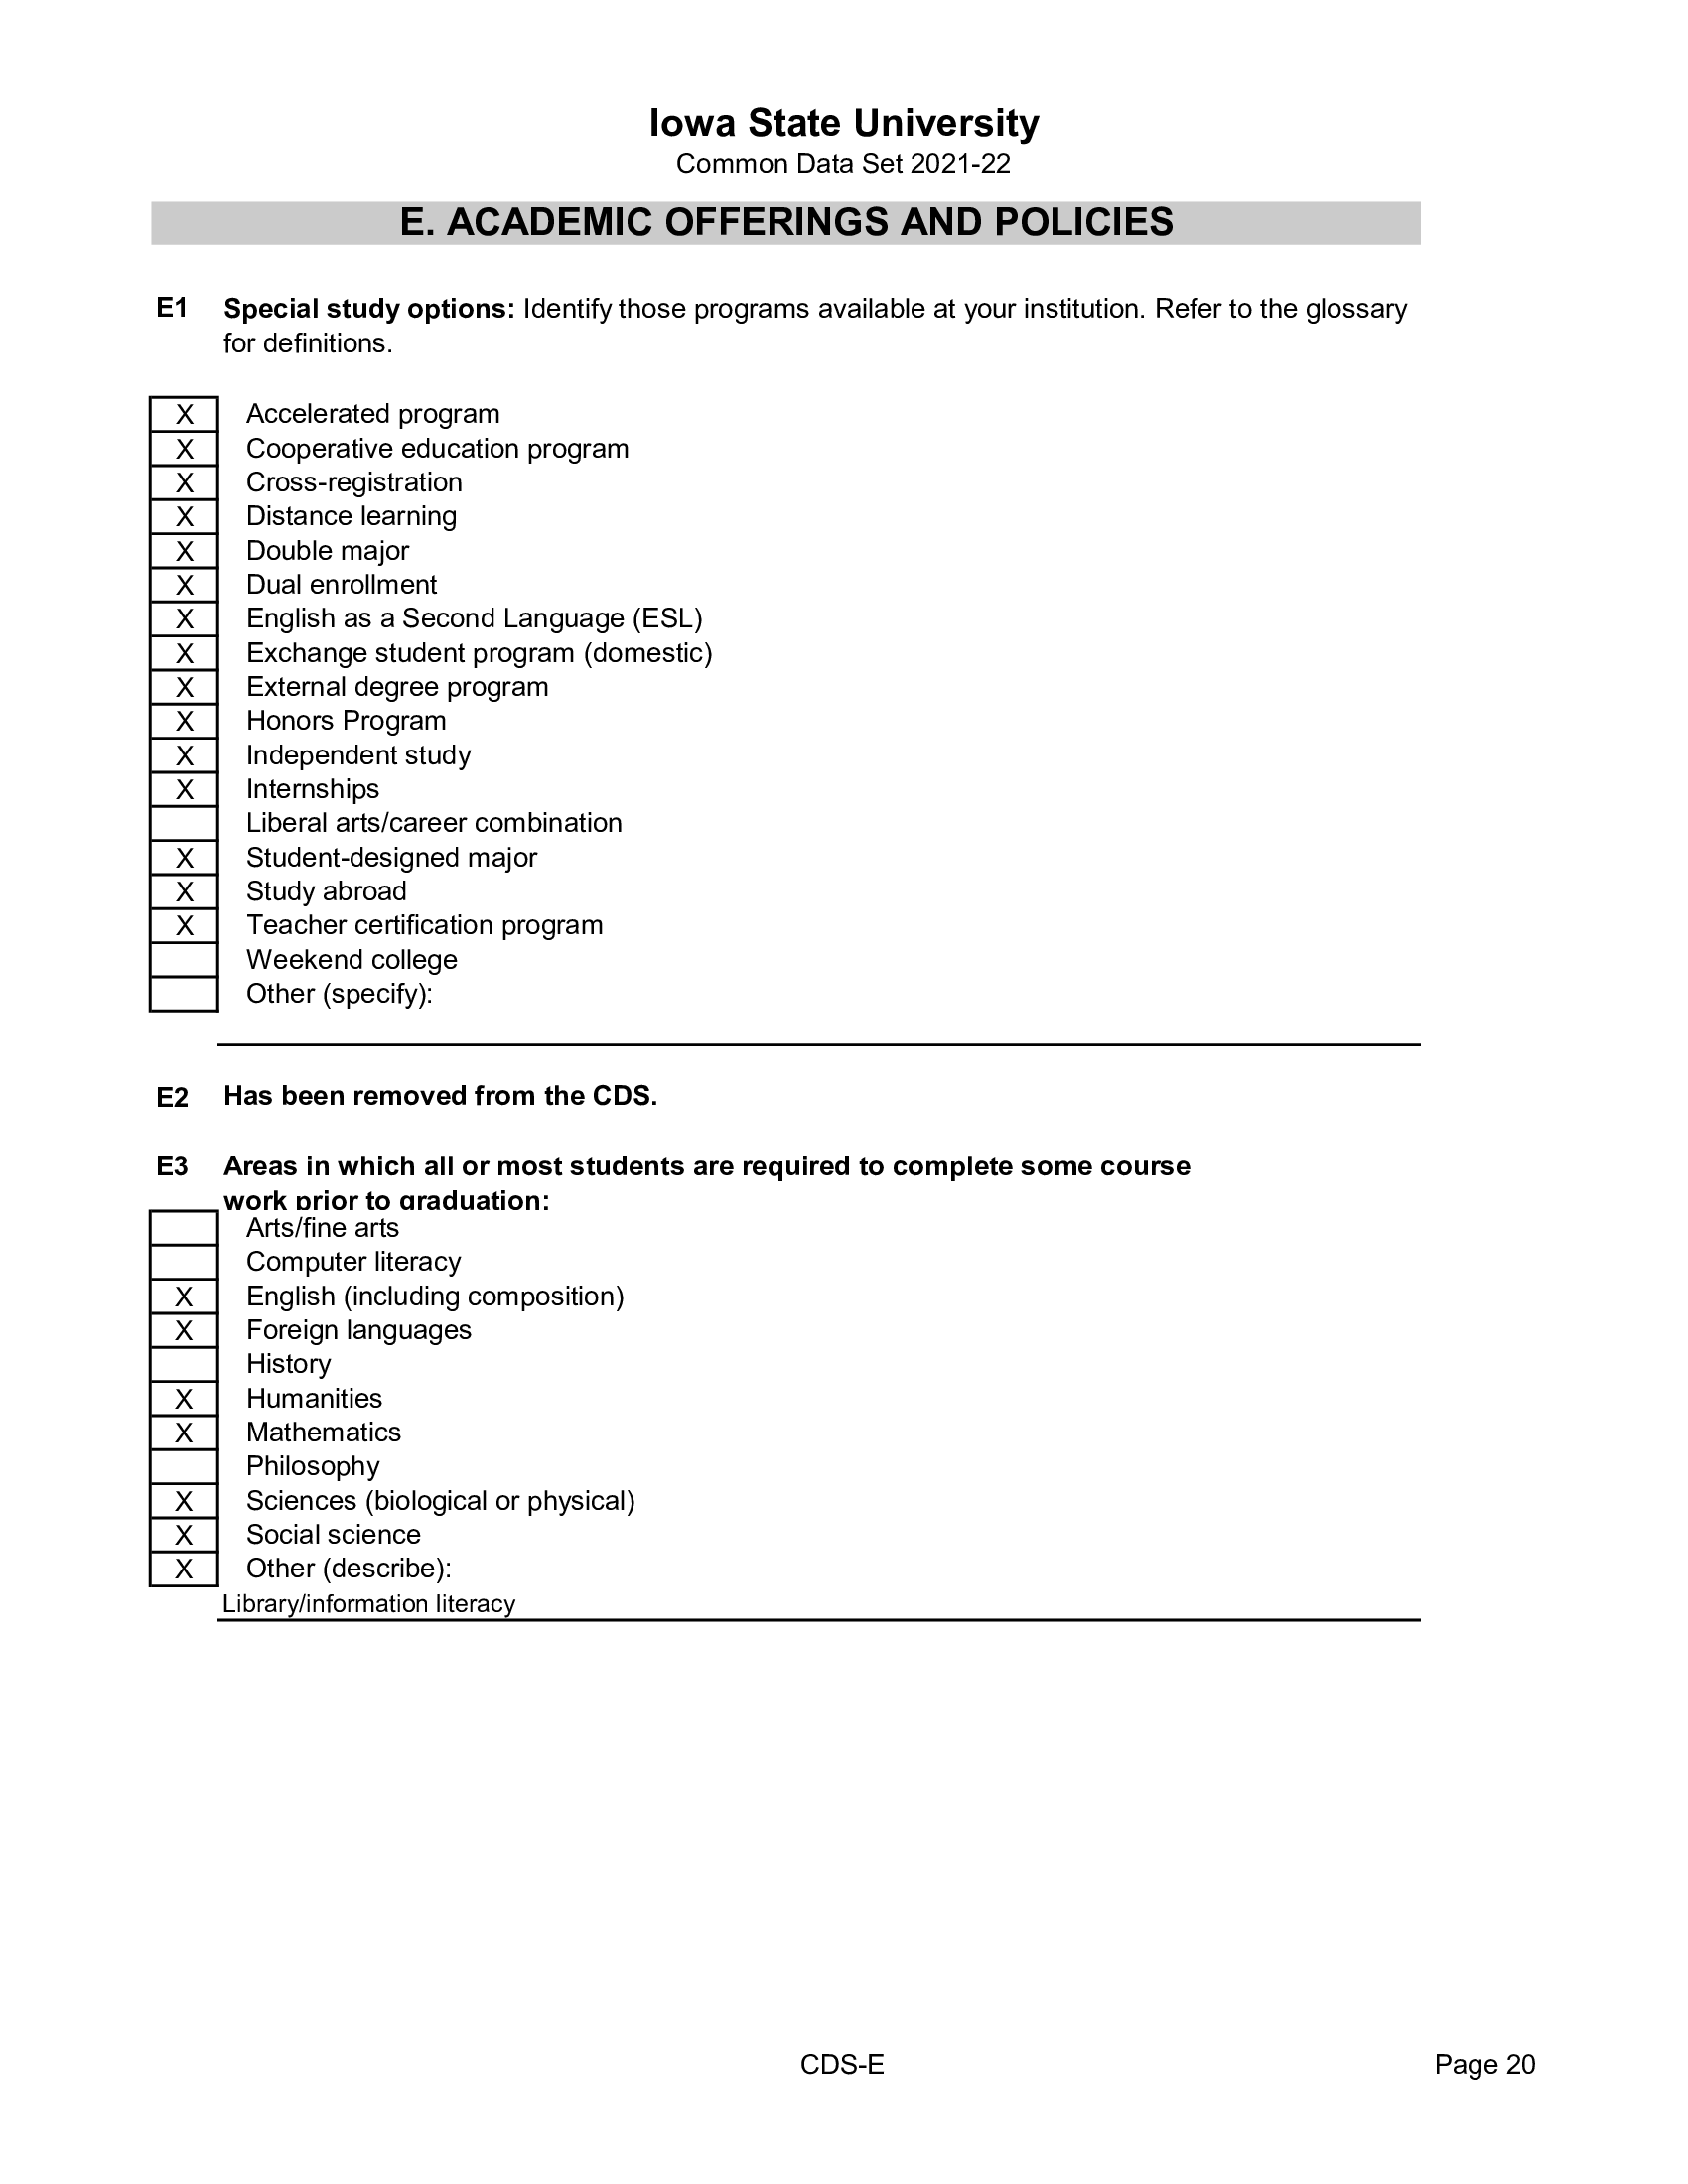 Iowa State University
Common Data Set 2021-22
E. ACADEMIC OFFERINGS AND POLICIES
E1 Special study options: Identify those programs available at your institution. Refer to the glossary
for definitions.
X Accelerated program
X Cooperative education program
X Cross-registration
X Distance learning
X Double major
X Dual enrollment
X English as a Second Language (ESL)
X Exchange student program (domestic)
X External degree program
X Honors Program
X Independent study
X Internships
Liberal arts/career combination
X Student-designed major
X Study abroad
X Teacher certification program
Weekend college
Other (specify):
E2 Has been removed from the CDS.
E3 Areas in which all or most students are required to complete some course
work prior to graduation:
Arts/fine arts
Computer literacy
X English (including composition)
X Foreign languages
History
X Humanities
X Mathematics
Philosophy
X Sciences (biological or physical)
X Social science
X Other (describe):
Library/information literacy
CDS-E Page 20